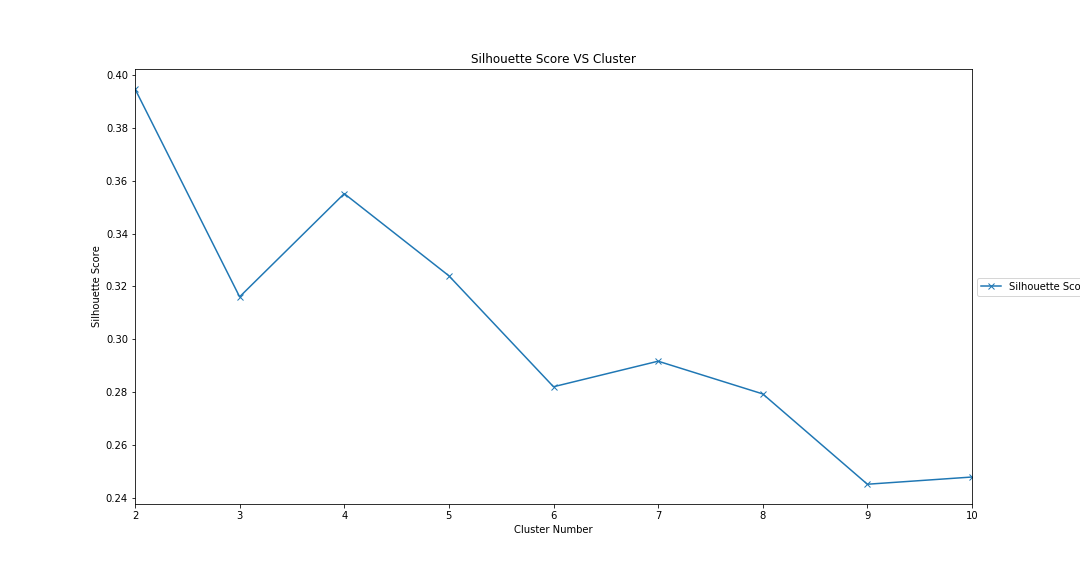 Silhouette Score VS Cluster
0.40
0.38
0.36
0.34
0.32
0.30
0.28
0.26
0.24
Silhouette Score
2 3 4 5 6 7 8 9 10
Cluster Number
Silhouette Sco